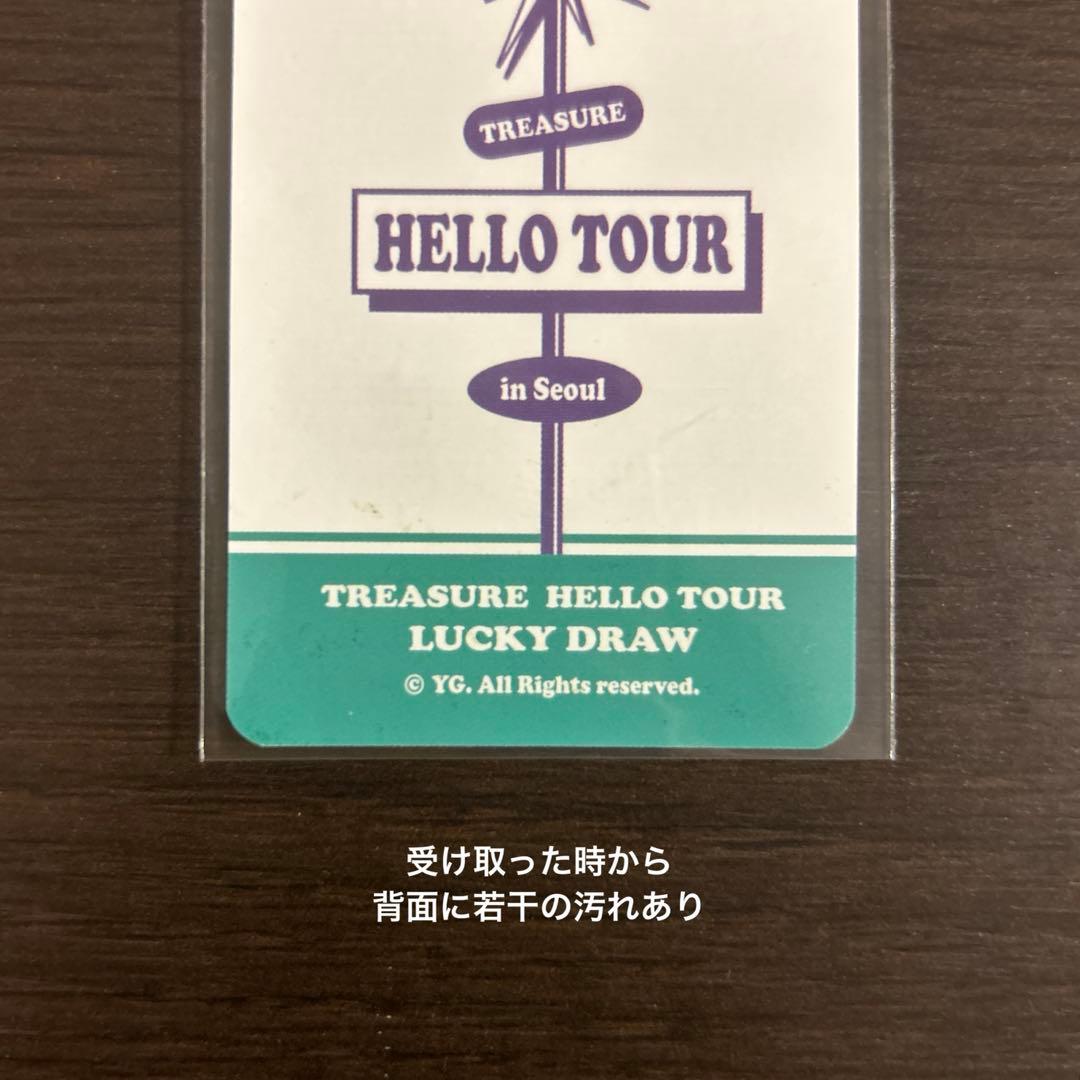 TREASURE
HELLO TOUR
in Seoul
TREASURE HELLO TOUR
LUCKY DRAW
© YG. All Rights reserved.
受け取った時から
背面に若干の汚れあり